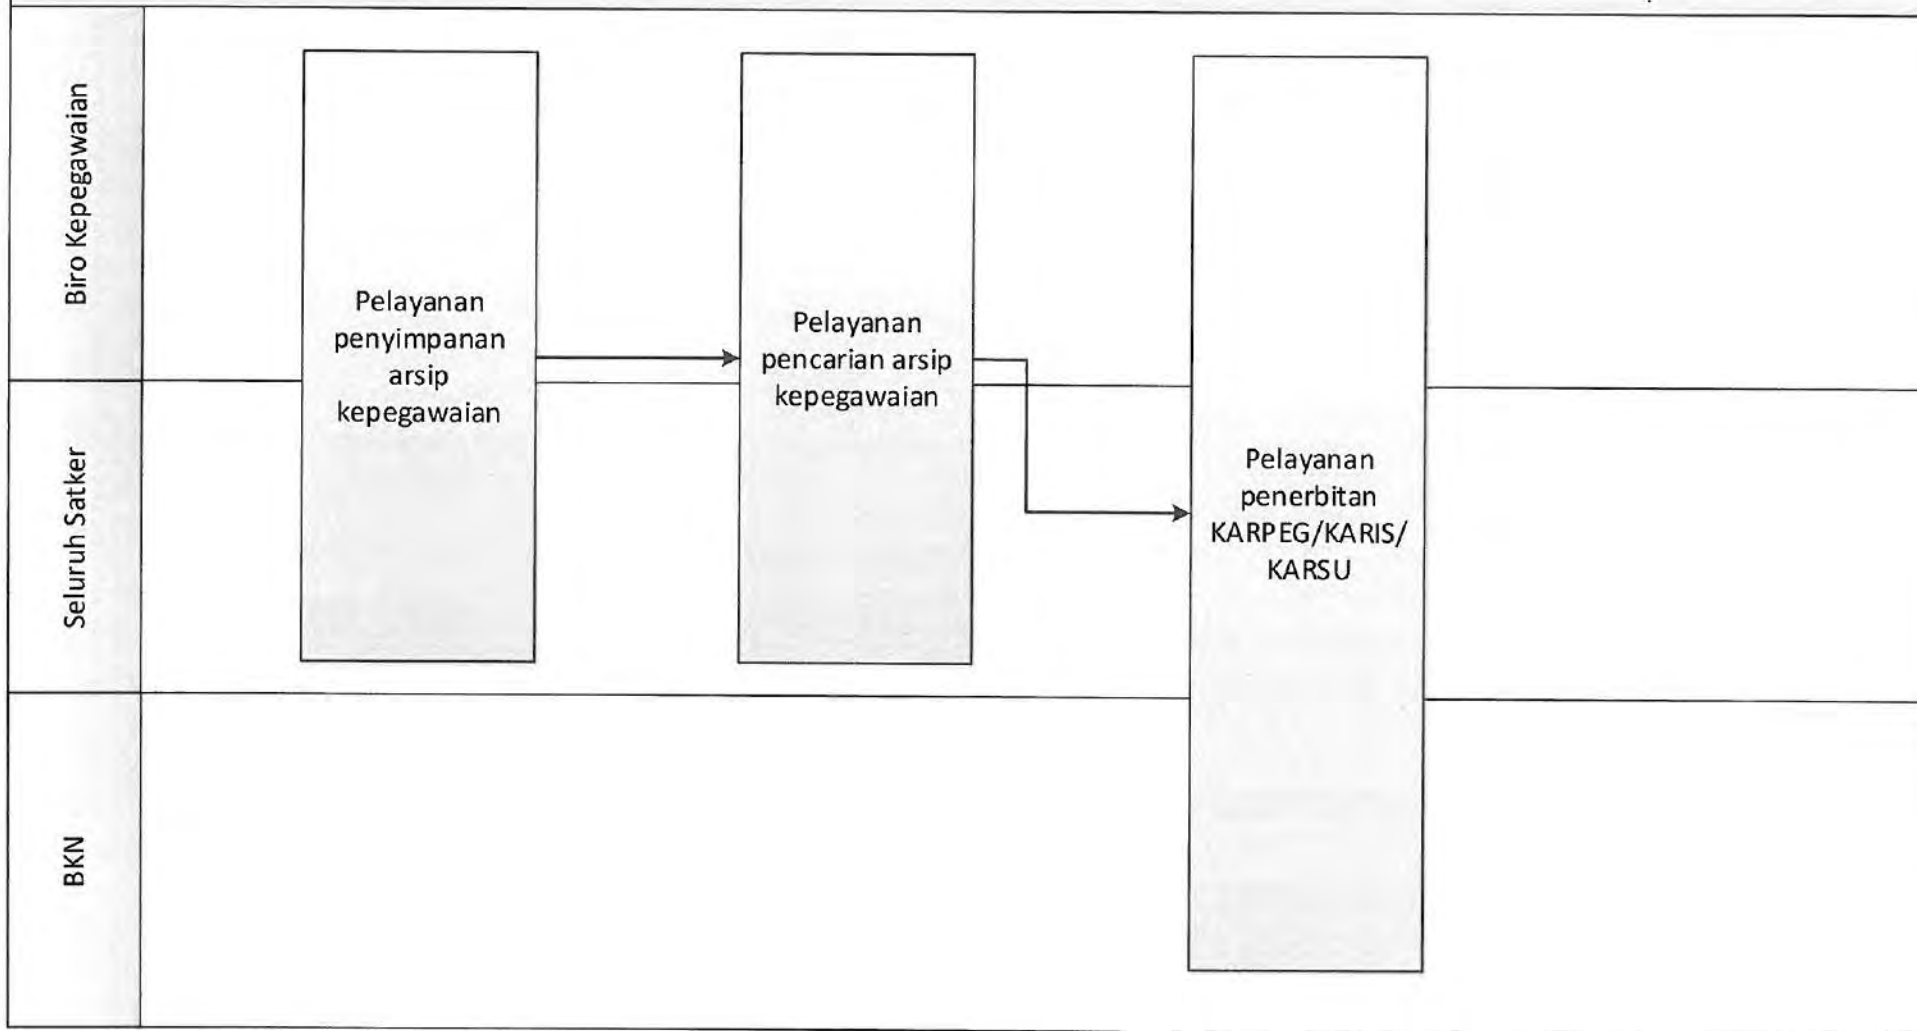 Biro Kepegawaian
Pelayanan
penyimpanan
arsip
kepegawaian
Pelayanan
pencarian arsip
kepegawaian
Seluruh Satker
Pelayanan
penerbitan
KARPEG/KARIS/
KARSU
BKN